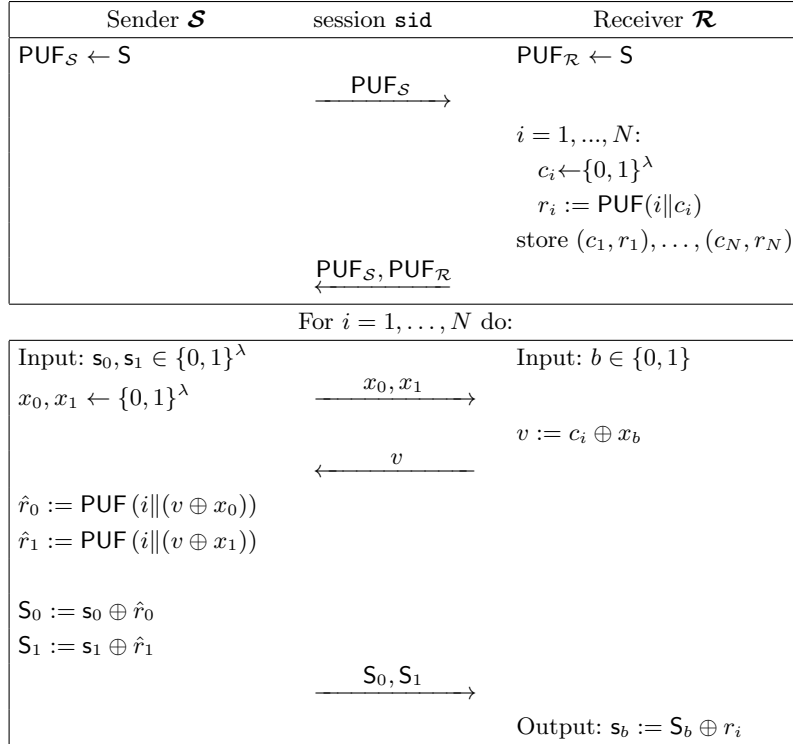 Sender 𝓢 session sid Receiver 𝓡
PUF_𝒮 ← S PUF_ℛ ← S
PUF_𝒮
i = 1, ..., N:
c_i←{0, 1}^λ
r_i := PUF(i‖c_i)
store (c_1, r_1), . . . , (c_N, r_N)
PUF_𝒮, PUF_ℛ
For i = 1, . . . , N do:
Input: s_0, s_1 ∈ {0, 1}^λ Input: b ∈ {0, 1}
x_0, x_1 ← {0, 1}^λ x_0, x_1
v := c_i ⊕ x_b
v
r̂_0 := PUF (i‖(v ⊕ x_0))
r̂_1 := PUF (i‖(v ⊕ x_1))
S_0 := s_0 ⊕ r̂_0
S_1 := s_1 ⊕ r̂_1
S_0, S_1
Output: s_b := S_b ⊕ r_i